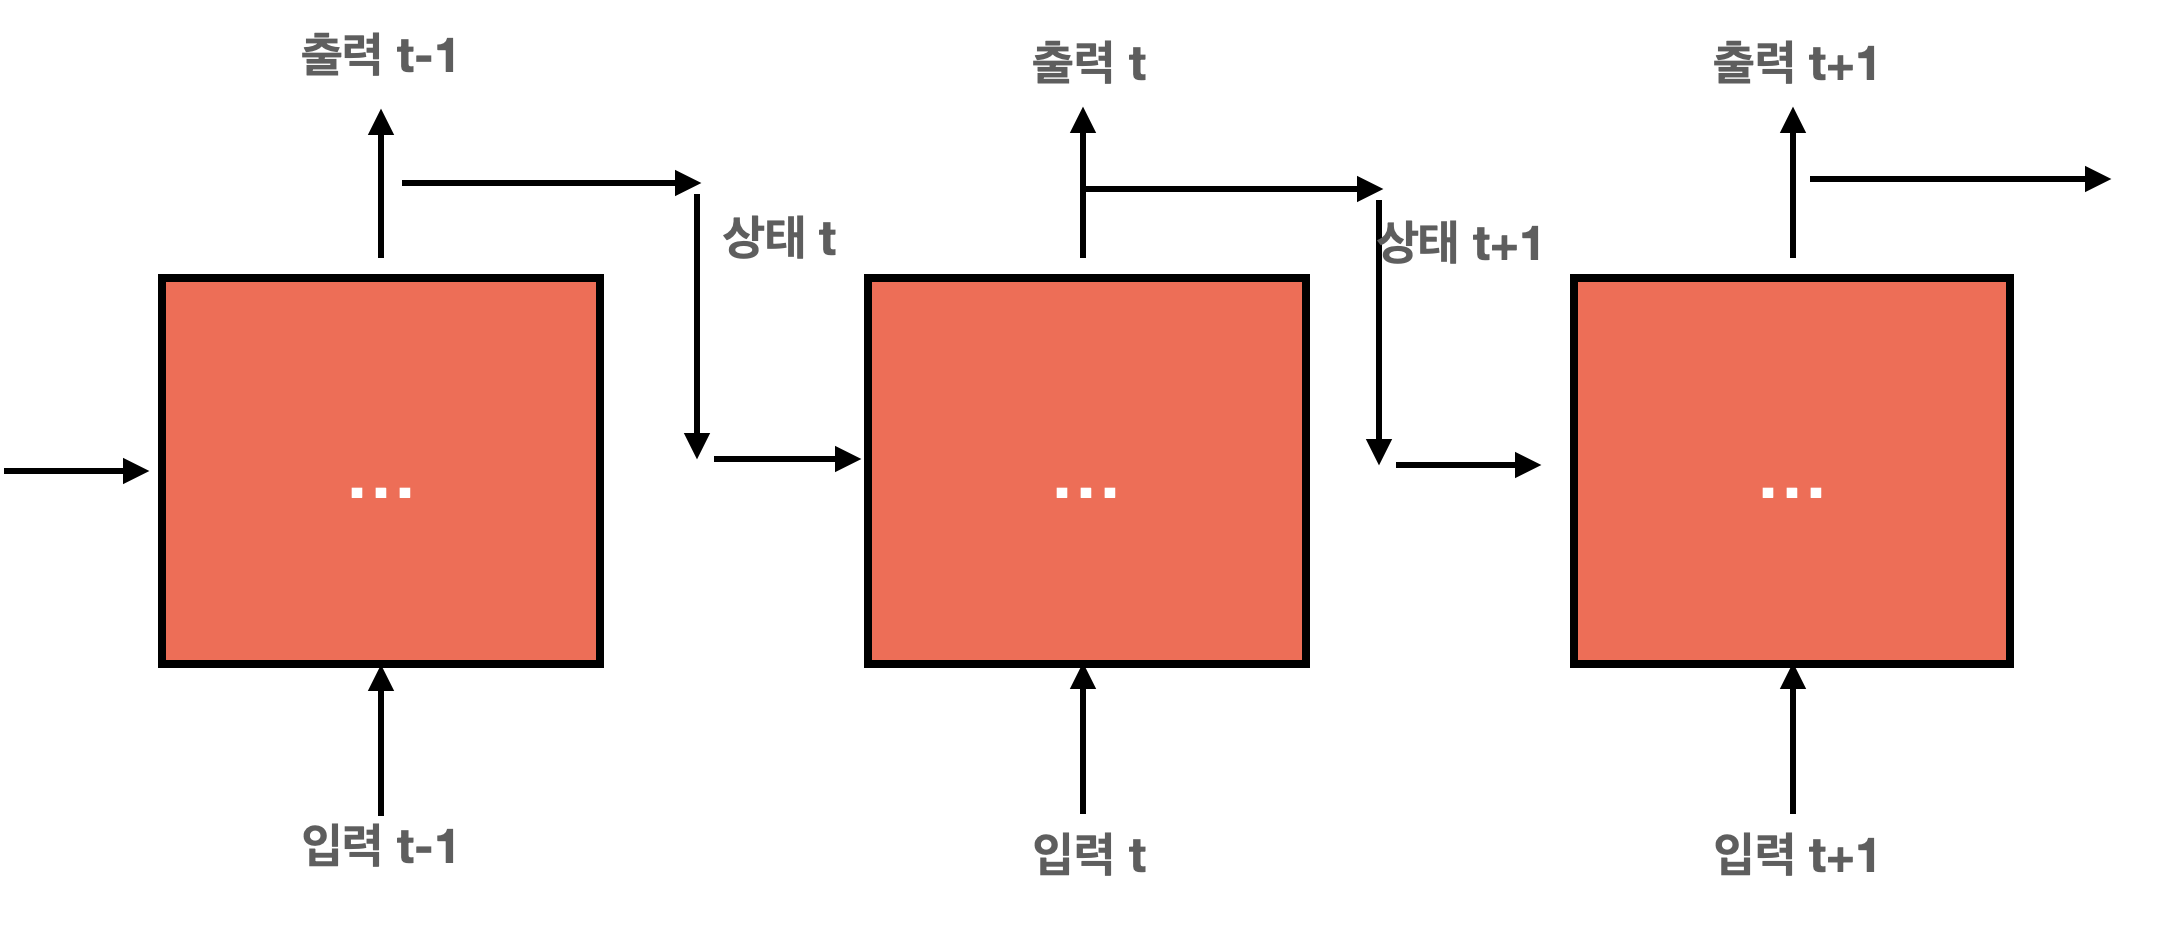 출력 t-1
출력 t
출력 t+1
상태 t
상태 t+1
...
...
...
입력 t-1
입력 t
입력 t+1